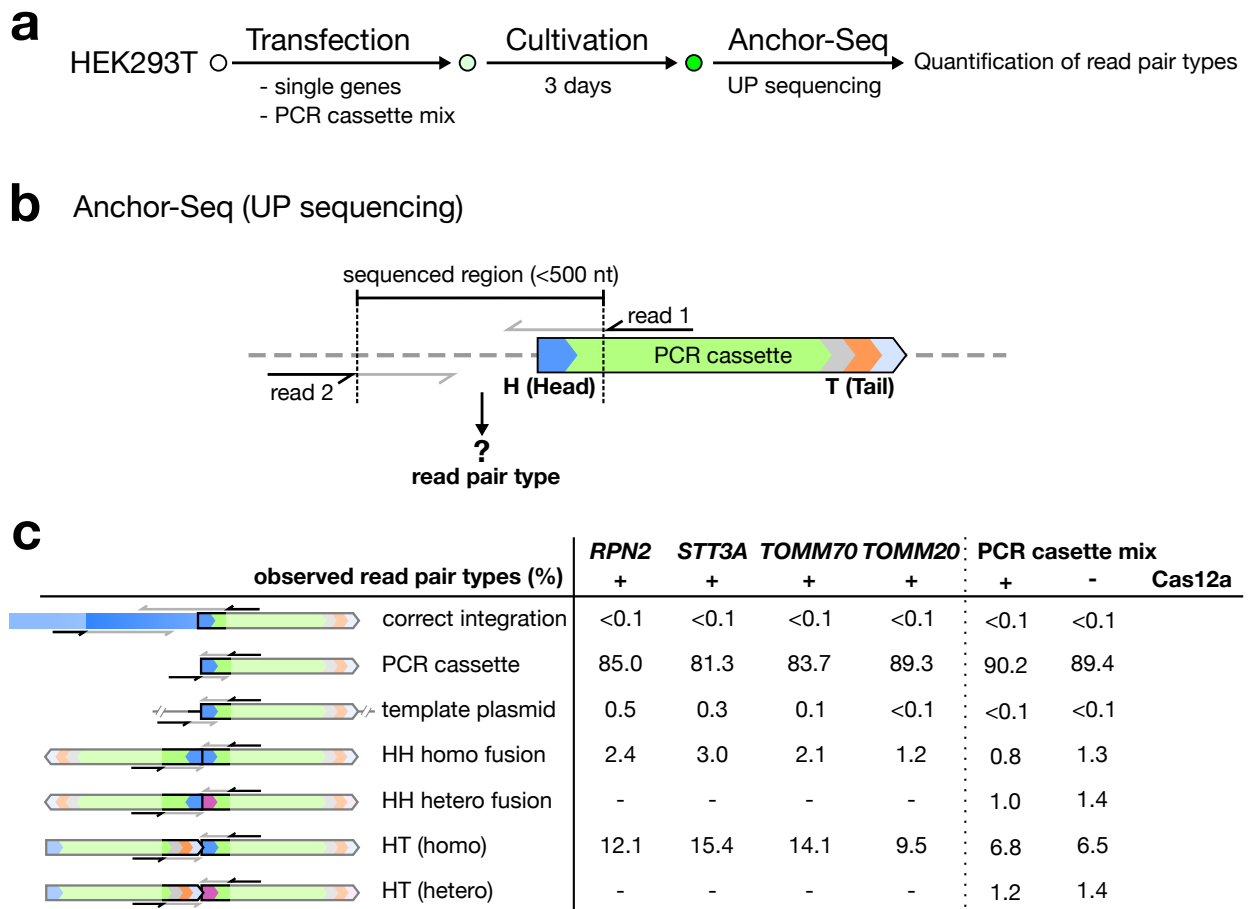 a
HEK293T Transfection Cultivation Anchor-Seq Quantification of read pair types
- single genes 3 days UP sequencing
- PCR cassette mix
b Anchor-Seq (UP sequencing)
sequenced region (<500 nt)
read 1
PCR cassette
read 2 H (Head) T (Tail)
?
read pair type
c
RPN2 STT3A TOMM70 TOMM20 PCR casette mix
observed read pair types (%) + + + + + - Cas12a
correct integration <0.1 <0.1 <0.1 <0.1 <0.1 <0.1
PCR cassette 85.0 81.3 83.7 89.3 90.2 89.4
template plasmid 0.5 0.3 0.1 <0.1 <0.1 <0.1
HH homo fusion 2.4 3.0 2.1 1.2 0.8 1.3
HH hetero fusion - - - - 1.0 1.4
HT (homo) 12.1 15.4 14.1 9.5 6.8 6.5
HT (hetero) - - - - 1.2 1.4